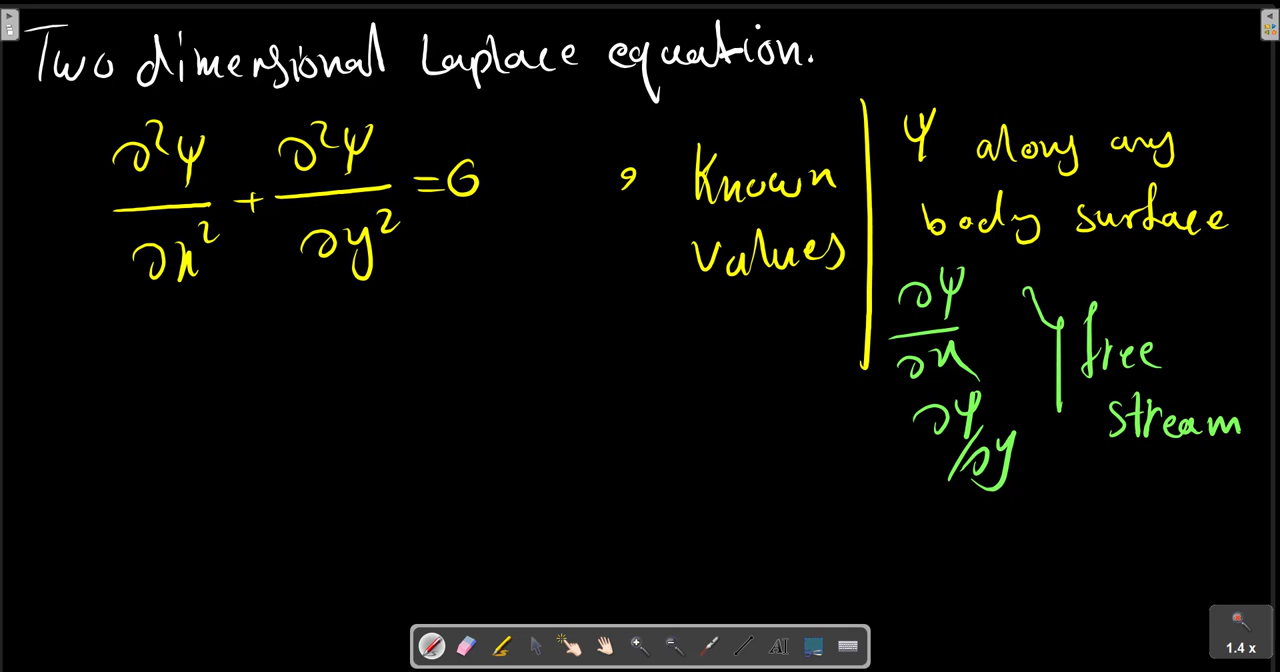 Two dimensional Laplace equation.
∂²ψ/∂x² + ∂²ψ/∂y² = 0 , Known values
ψ along any
body surface
∂ψ/∂x
∂ψ/∂y
free
stream
AI
1.4 x